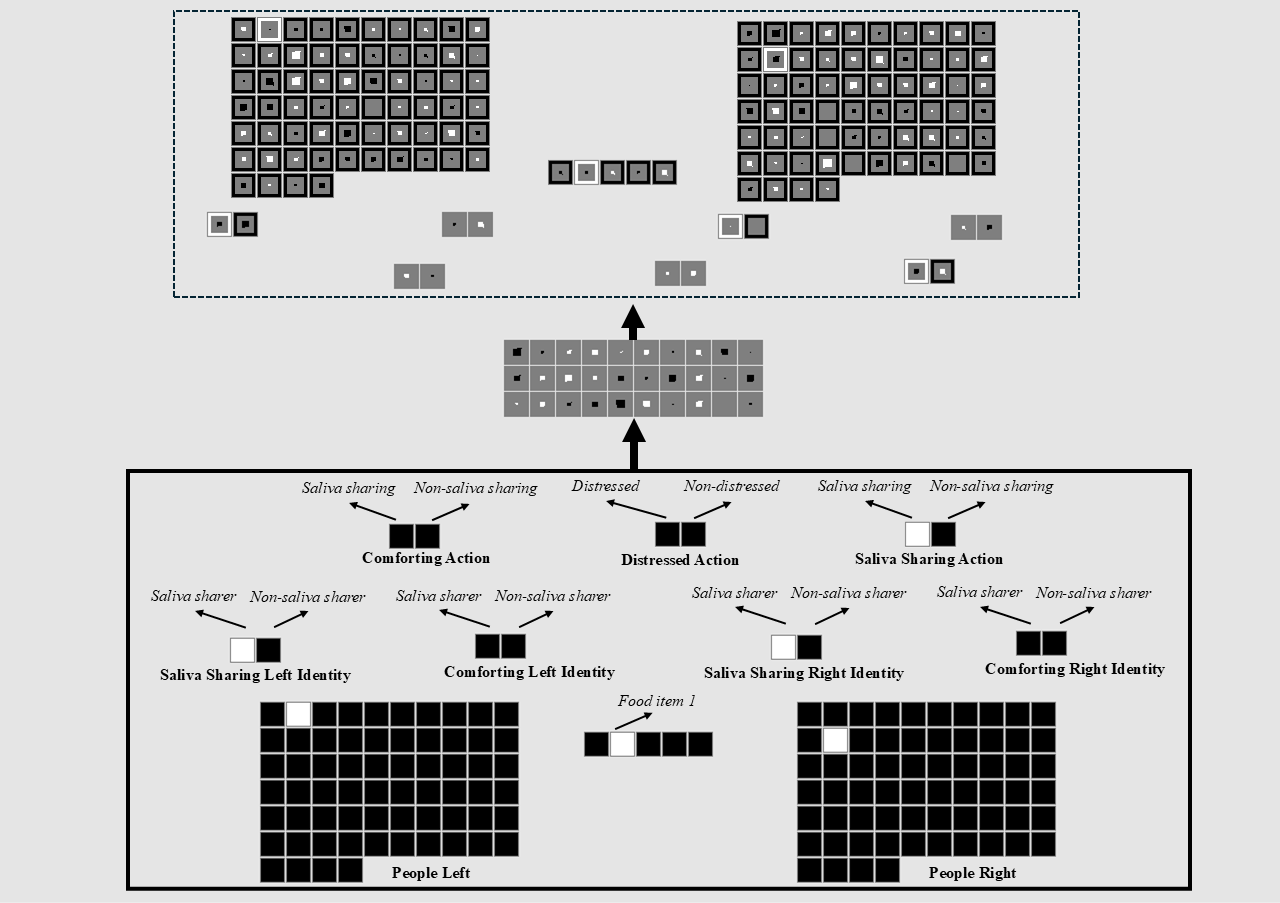 Saliva sharing Non-saliva sharing Distressed Non-distressed Saliva sharing Non-saliva sharing
Comforting Action Distressed Action Saliva Sharing Action
Saliva sharer Non-saliva sharer Saliva sharer Non-saliva sharer Saliva sharer Non-saliva sharer Saliva sharer Non-saliva sharer
Saliva Sharing Left Identity Comforting Left Identity Saliva Sharing Right Identity Comforting Right Identity
Food item 1
People Left People Right